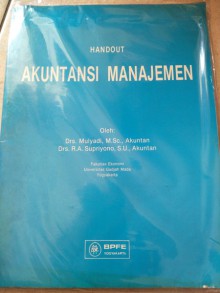 HANDOUT
AKUNTANSI MANAJEMEN
Oleh:
Drs. Mulyadi, M.Sc., Akuntan
Drs. R.A. Supriyono, S.U., Akuntan
Fakultas Ekonomi
Universitas Gadjah Mada
Yogyakarta
BPFE
YOGYAKARTA